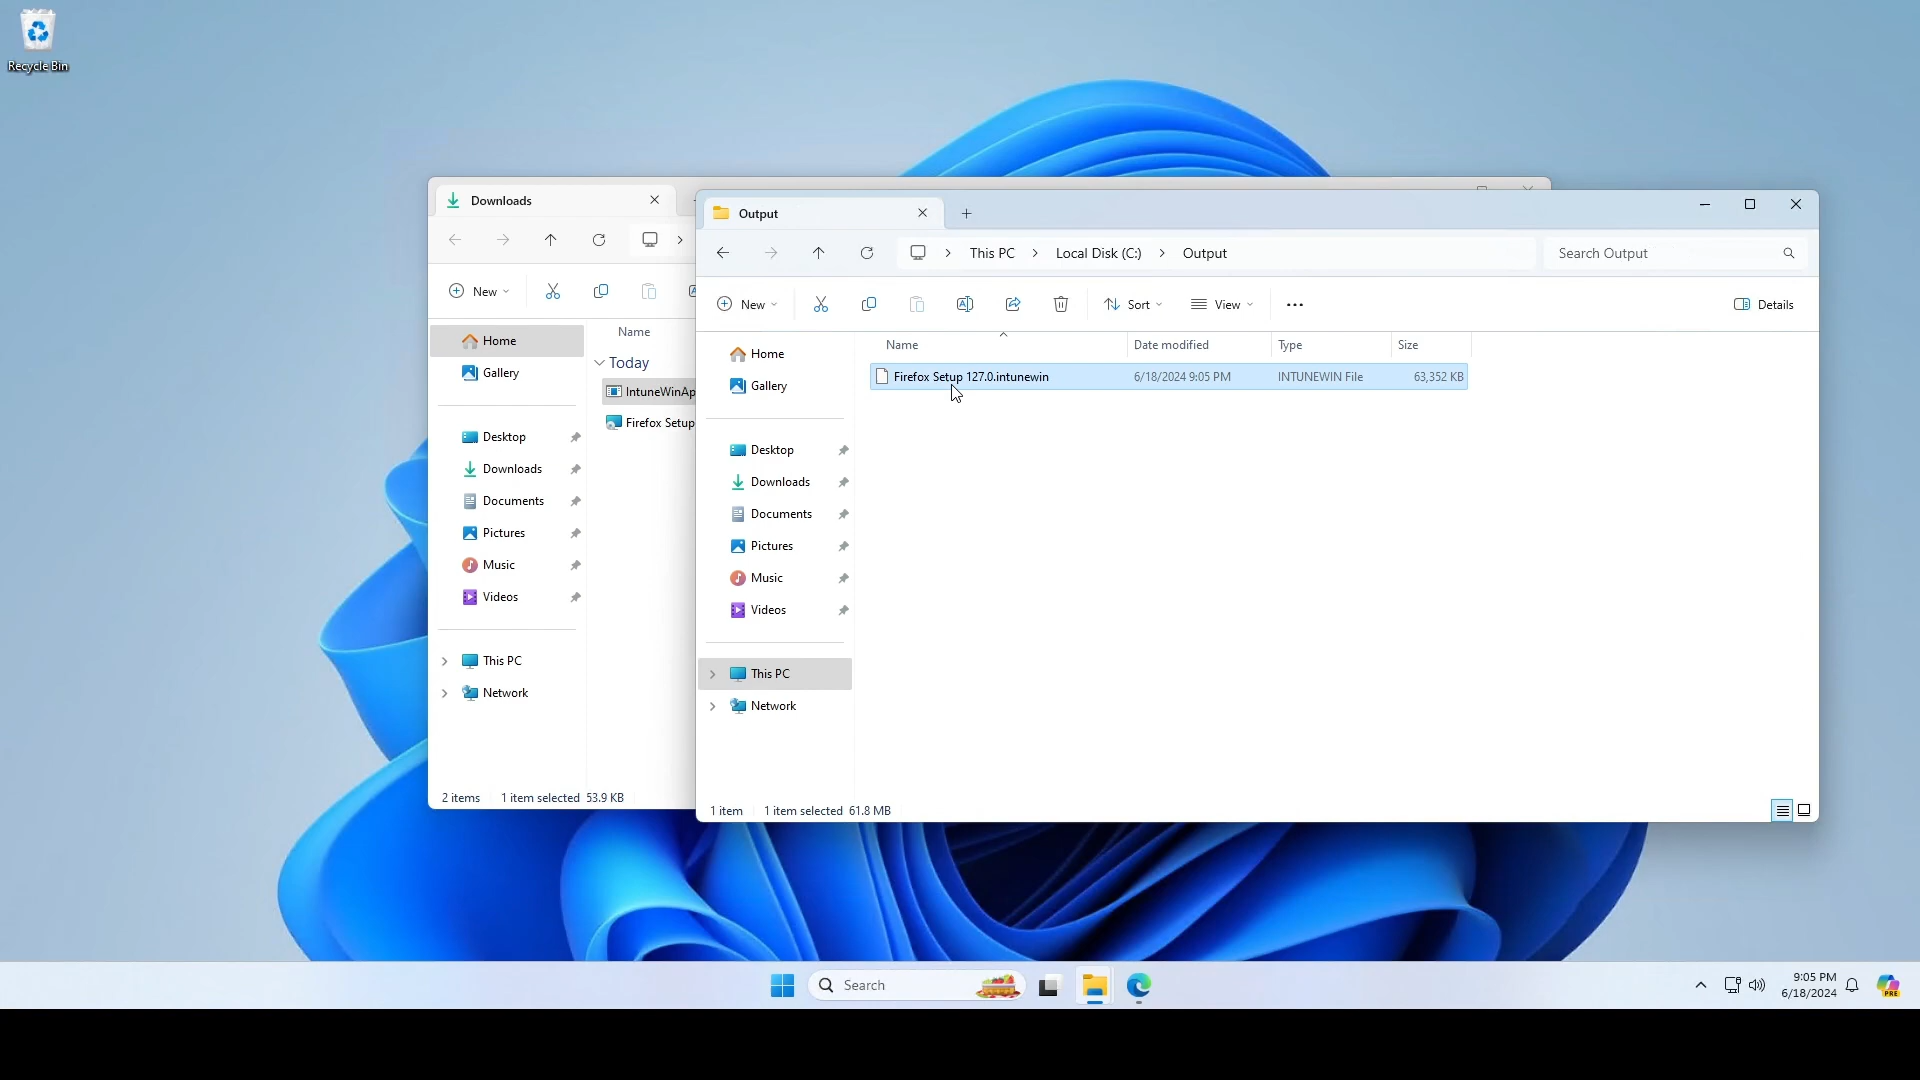 Recycle Bin
Downloads
New
Home
Gallery
Desktop
Downloads
Documents
Pictures
Music
Videos
This PC
Network
Name
Today
IntuneWinAp
Firefox Setup
2 items 1 item selected 53.9 KB
Output
This PC Local Disk (C:) Output
Search Output
New Sort View Details
Home
Gallery
Desktop
Downloads
Documents
Pictures
Music
Videos
This PC
Network
Name Date modified Type Size
Firefox Setup 127.0.intunewin 6/18/2024 9:05 PM INTUNEWIN File 63,352 KB
1 item 1 item selected 61.8 MB
Search
9:05 PM
6/18/2024
PRE